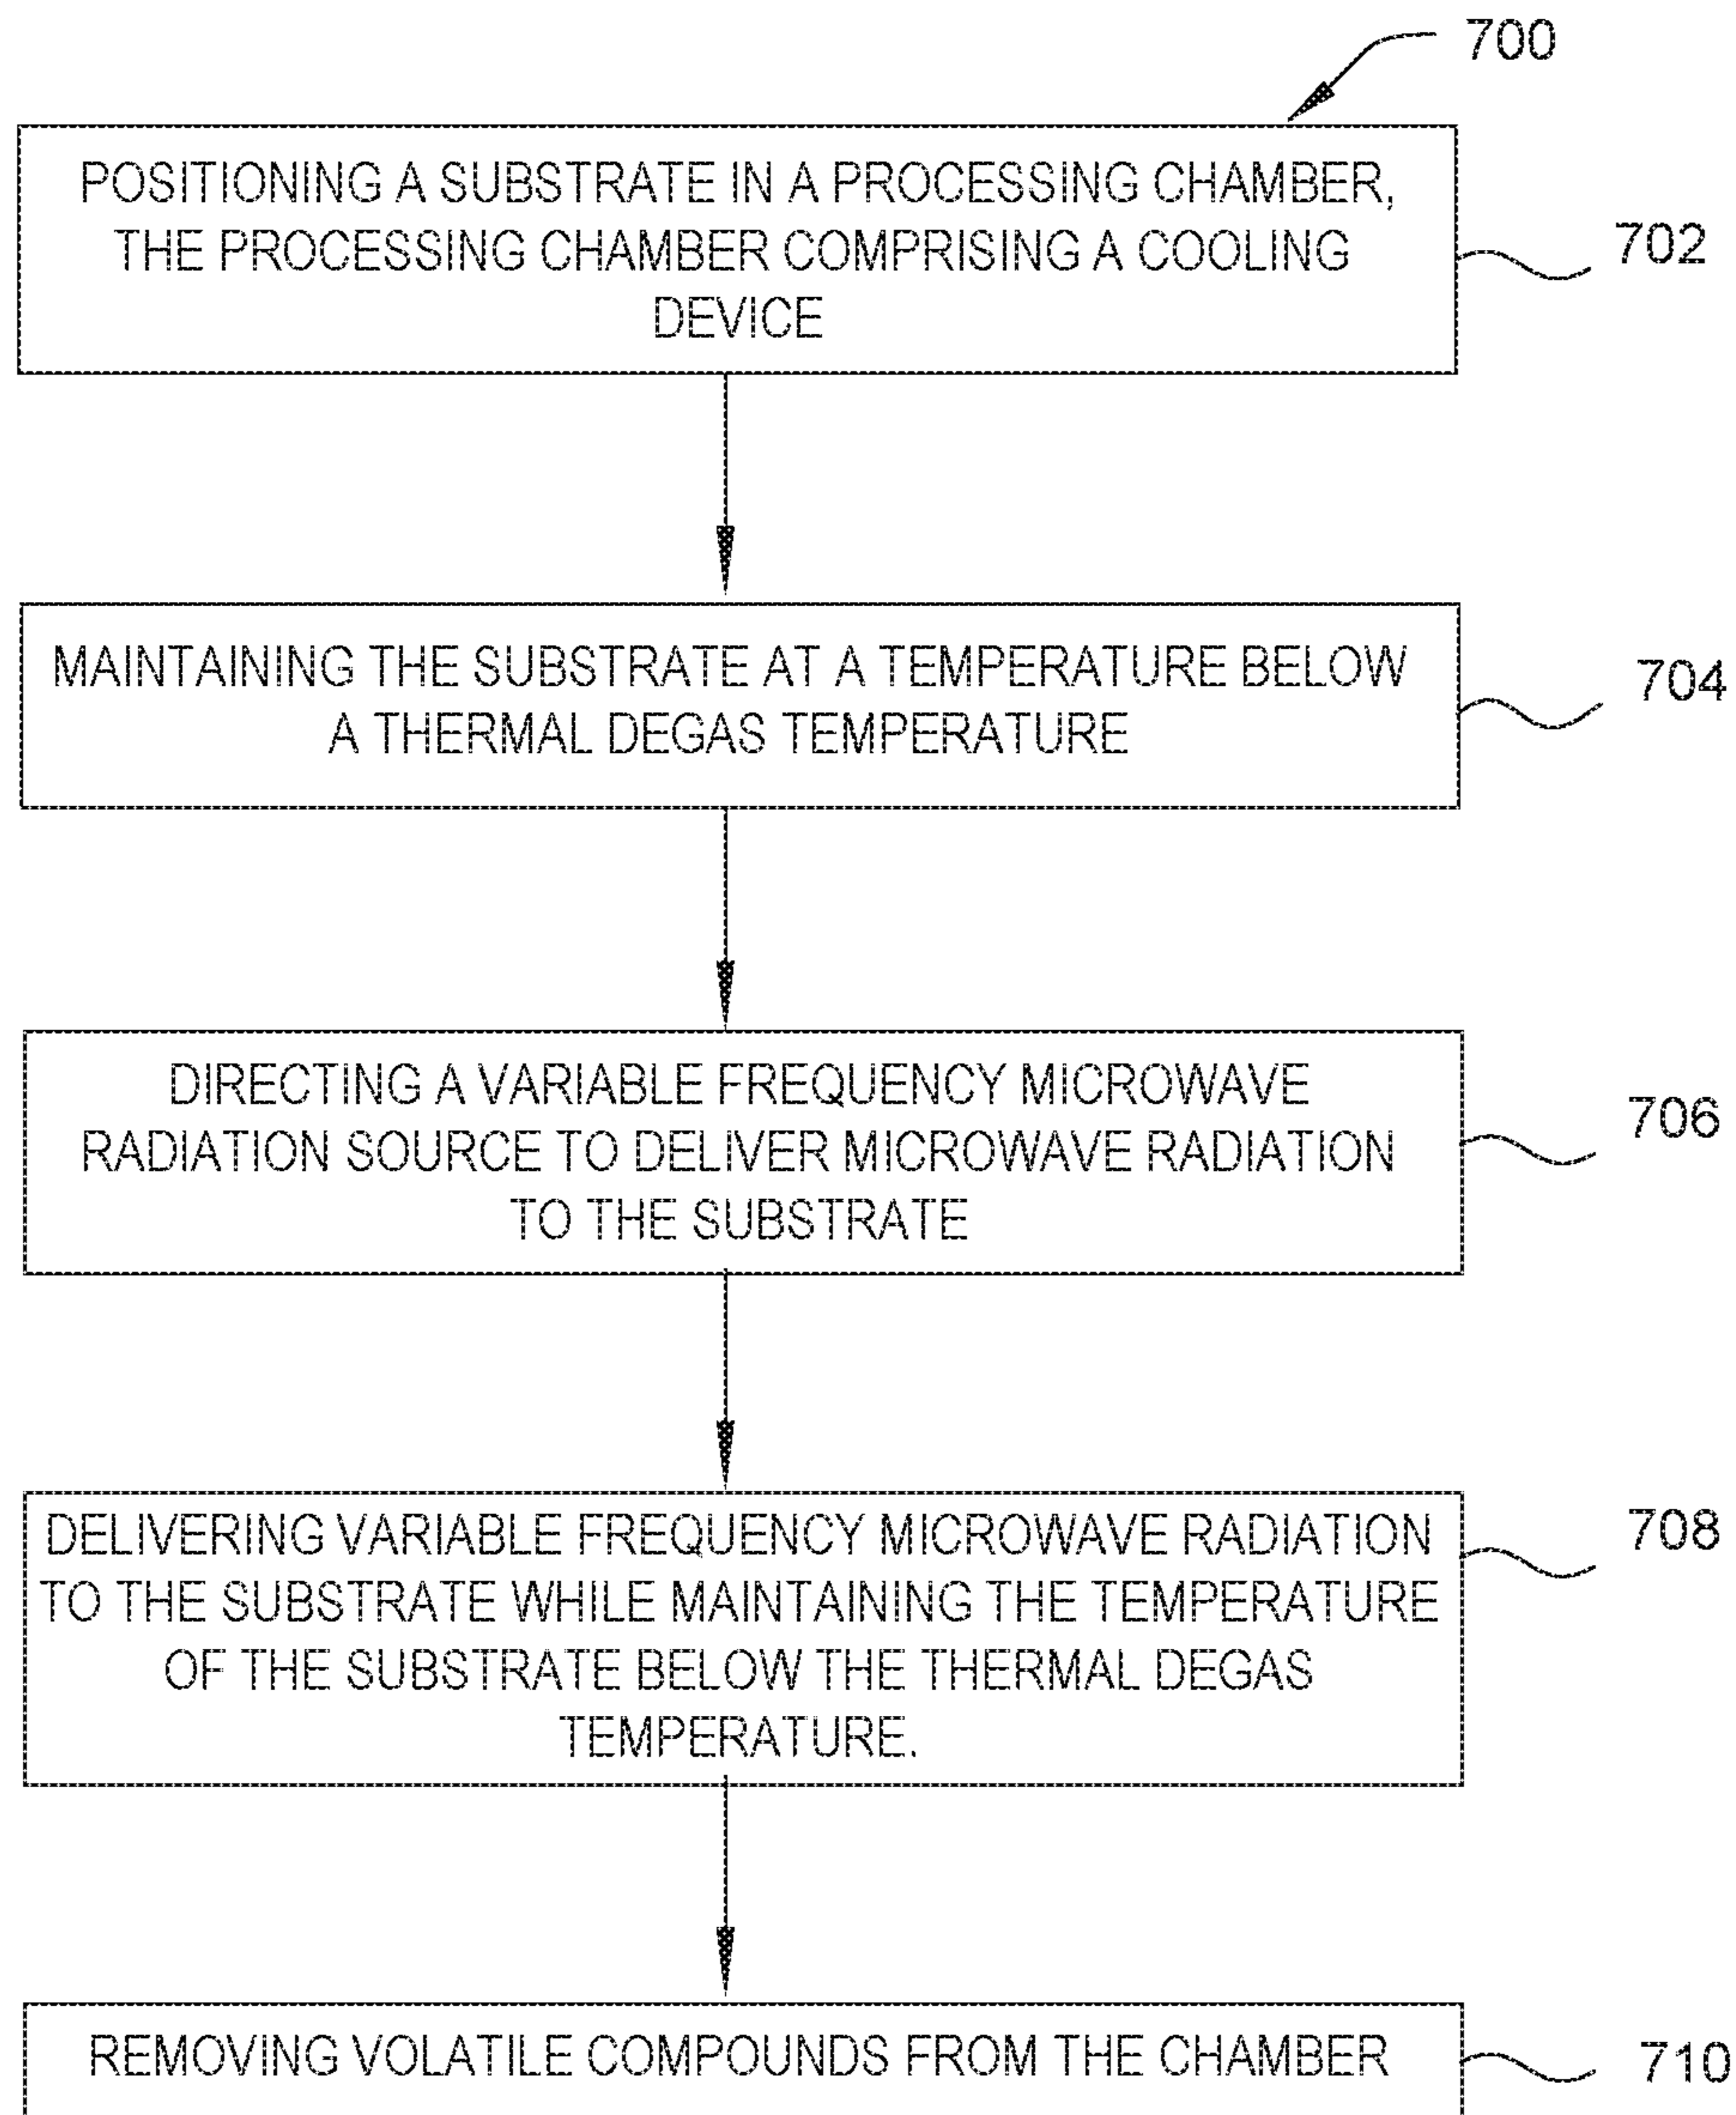 700
POSITIONING A SUBSTRATE IN A PROCESSING CHAMBER,
THE PROCESSING CHAMBER COMPRISING A COOLING
DEVICE
702
MAINTAINING THE SUBSTRATE AT A TEMPERATURE BELOW
A THERMAL DEGAS TEMPERATURE
704
DIRECTING A VARIABLE FREQUENCY MICROWAVE
RADIATION SOURCE TO DELIVER MICROWAVE RADIATION
TO THE SUBSTRATE
706
DELIVERING VARIABLE FREQUENCY MICROWAVE RADIATION
TO THE SUBSTRATE WHILE MAINTAINING THE TEMPERATURE
OF THE SUBSTRATE BELOW THE THERMAL DEGAS
TEMPERATURE.
708
REMOVING VOLATILE COMPOUNDS FROM THE CHAMBER
710